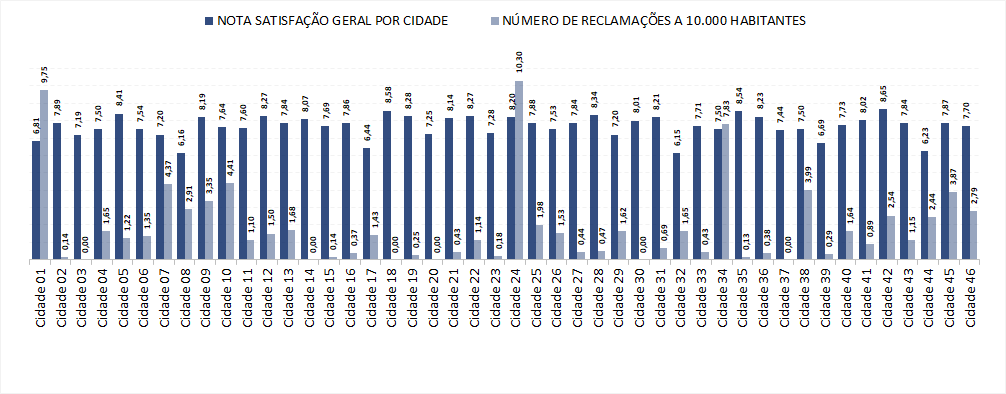 NOTA SATISFAÇÃO GERAL POR CIDADE
NÚMERO DE RECLAMAÇÕES A 10.000 HABITANTES
6,81
9,75
7,89
0,14
7,19
0,00
7,50
1,65
8,41
1,22
7,54
1,35
7,20
4,37
6,16
2,91
8,19
3,35
7,64
4,41
7,60
1,10
8,27
1,50
7,84
1,68
8,07
0,00
7,69
0,14
7,86
0,37
6,44
1,43
8,58
0,00
8,28
0,25
7,25
0,00
8,14
0,43
8,27
1,14
7,28
0,18
8,20
10,30
7,88
1,98
7,53
1,53
7,84
0,44
8,34
0,47
7,20
1,62
8,01
0,00
8,21
0,69
6,15
1,65
7,71
0,43
7,50
7,83
8,54
0,13
8,23
0,38
7,44
0,00
7,50
3,99
6,69
0,29
7,73
1,64
8,02
0,89
8,65
2,54
7,84
1,15
6,23
2,44
7,87
3,87
7,70
2,79
Cidade 01
Cidade 02
Cidade 03
Cidade 04
Cidade 05
Cidade 06
Cidade 07
Cidade 08
Cidade 09
Cidade 10
Cidade 11
Cidade 12
Cidade 13
Cidade 14
Cidade 15
Cidade 16
Cidade 17
Cidade 18
Cidade 19
Cidade 20
Cidade 21
Cidade 22
Cidade 23
Cidade 24
Cidade 25
Cidade 26
Cidade 27
Cidade 28
Cidade 29
Cidade 30
Cidade 31
Cidade 32
Cidade 33
Cidade 34
Cidade 35
Cidade 36
Cidade 37
Cidade 38
Cidade 39
Cidade 40
Cidade 41
Cidade 42
Cidade 43
Cidade 44
Cidade 45
Cidade 46